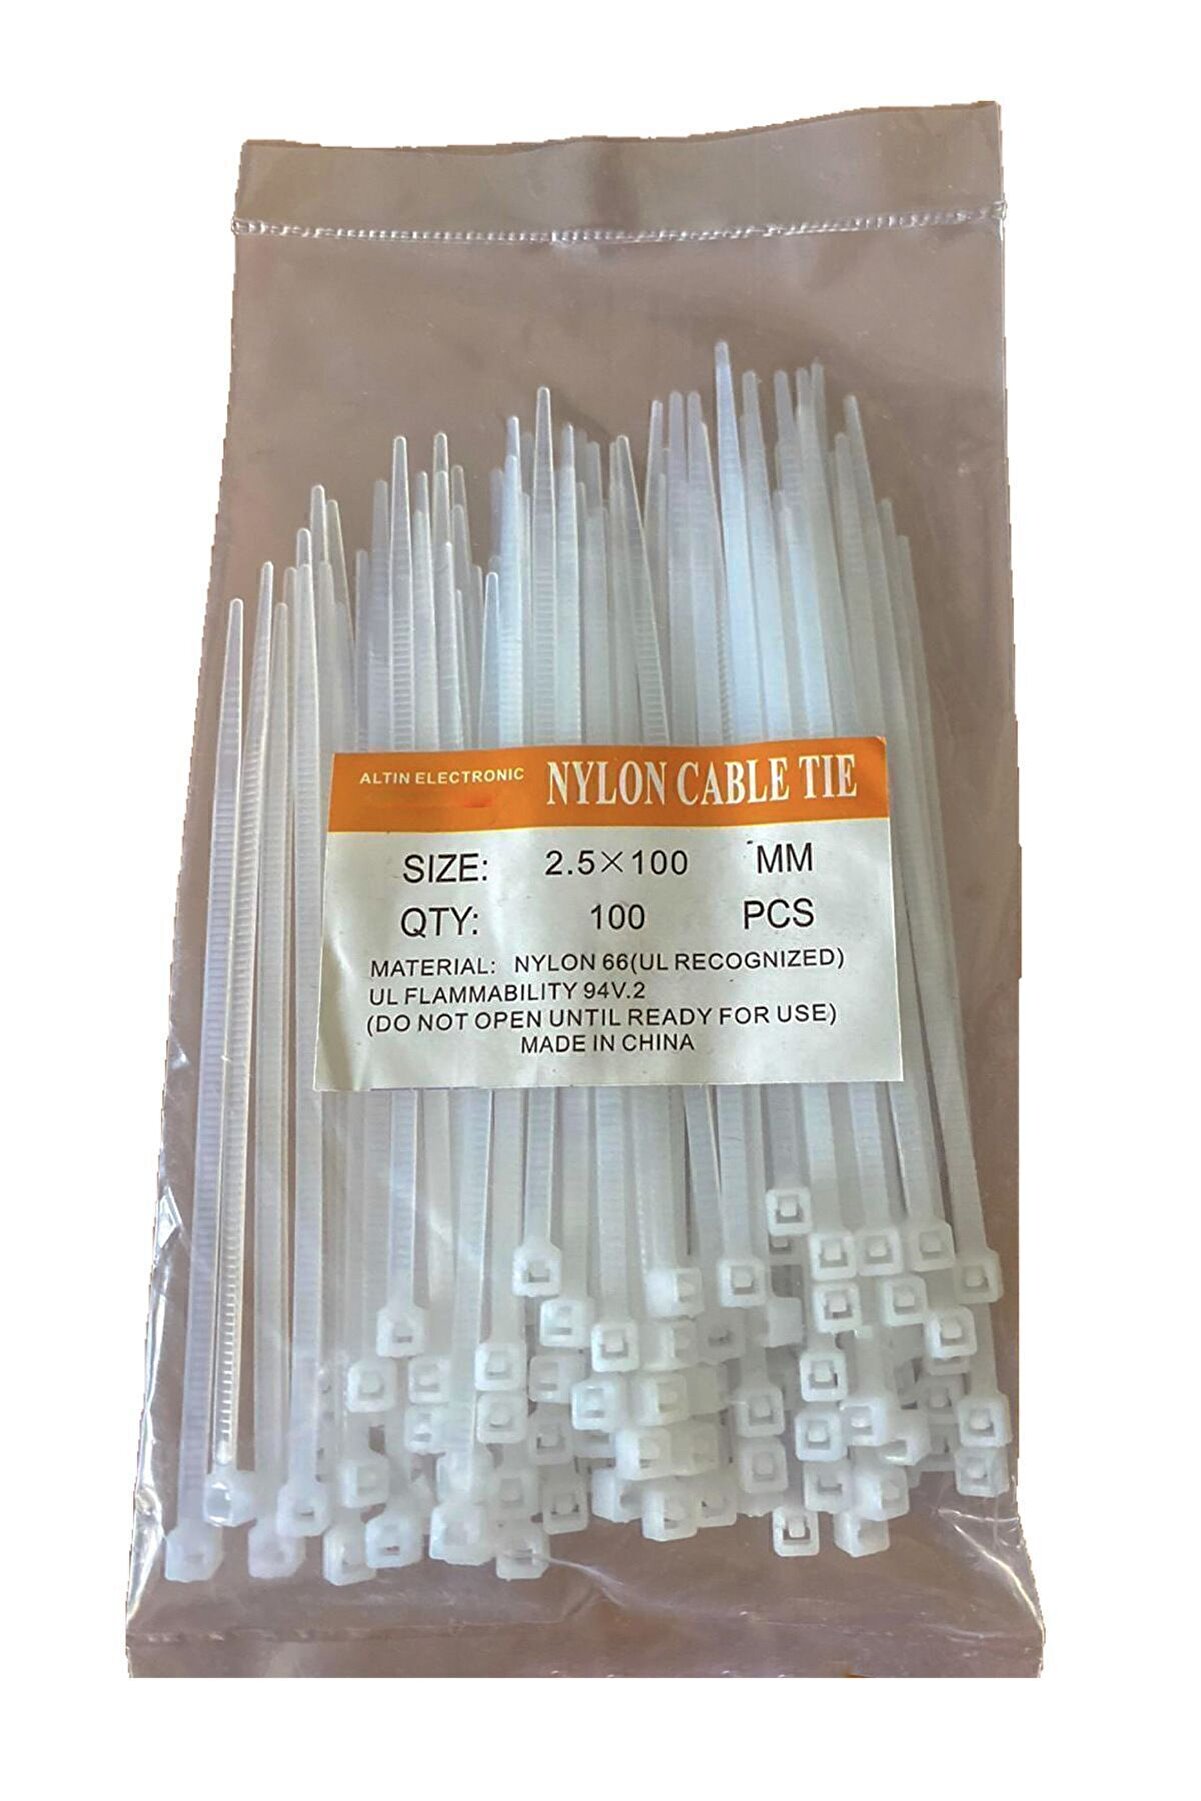 ALTIN ELECTRONIC NYLON CABLE TIE
SIZE: 2.5×100 MM
QTY: 100 PCS
MATERIAL: NYLON 66(UL RECOGNIZED)
UL FLAMMABILITY 94V.2
(DO NOT OPEN UNTIL READY FOR USE)
MADE IN CHINA